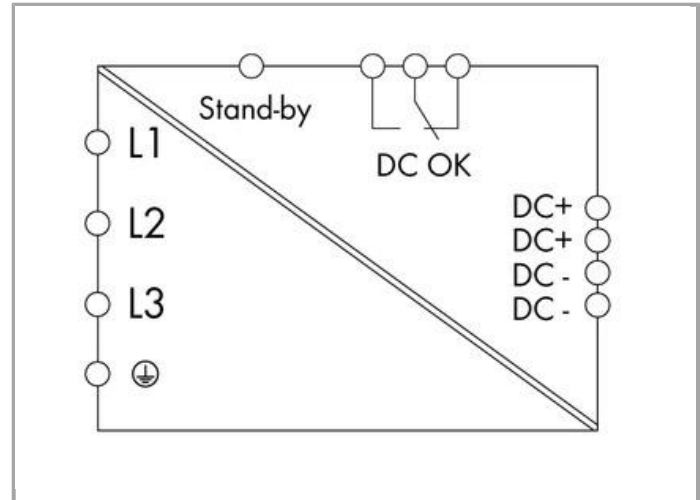 Stand-by
DC OK
L1
L2
L3
DC+
DC+
DC -
DC -